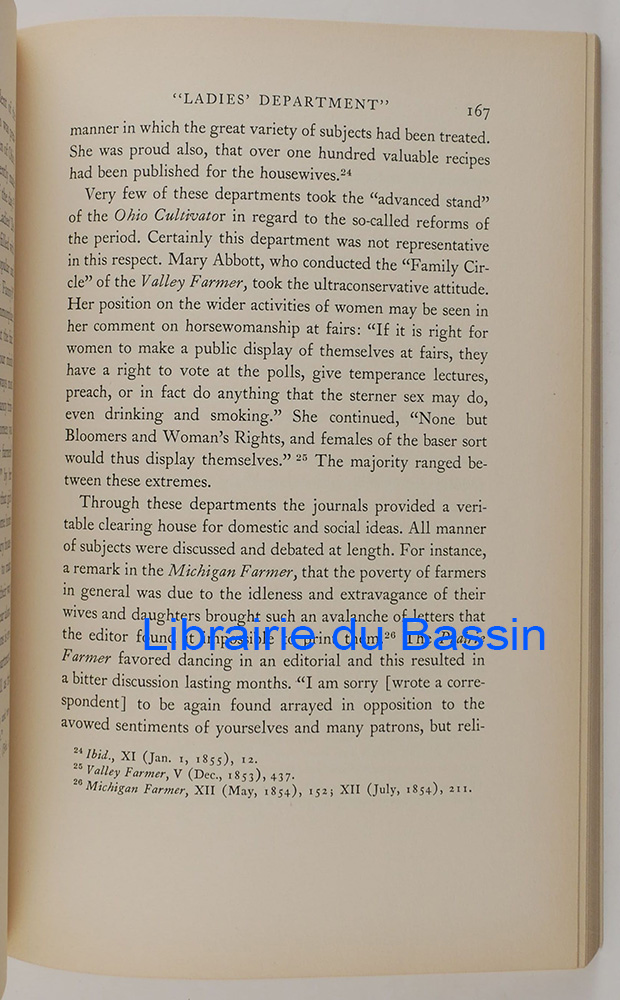 "LADIES' DEPARTMENT"
167
manner in which the great variety of subjects had been treated.
She was proud also, that over one hundred valuable recipes
had been published for the housewives.24
Very few of these departments took the "advanced stand"
of the Ohio Cultivator in regard to the so-called reforms of
the period. Certainly this department was not representative
in this respect. Mary Abbott, who conducted the "Family Cir-
cle" of the Valley Farmer, took the ultraconservative attitude.
Her position on the wider activities of women may be seen in
her comment on horsewomanship at fairs: "If it is right for
women to make a public display of themselves at fairs, they
have a right to vote at the polls, give temperance lectures,
preach, or in fact do anything that the sterner sex may do,
even drinking and smoking." She continued, "None but
Bloomers and Woman's Rights, and females of the baser sort
would thus display themselves." 25 The majority ranged be-
tween these extremes.
Through these departments the journals provided a veri-
table clearing house for domestic and social ideas. All manner
of subjects were discussed and debated at length. For instance,
a remark in the Michigan Farmer, that the poverty of farmers
in general was due to the idleness and extravagance of their
wives and daughters brought such an avalanche of letters that
the editor found it impossible to print them.26 The Prairie
Librairie du Bassin
Farmer favored dancing in an editorial and this resulted in
a bitter discussion lasting months. "I am sorry [wrote a corre-
spondent] to be again found arrayed in opposition to the
avowed sentiments of yourselves and many patrons, but reli-
24 Ibid., XI (Jan. 1, 1855), 12.
25 Valley Farmer, V (Dec., 1853), 437.
26 Michigan Farmer, XII (May, 1854), 152; XII (July, 1854), 211.